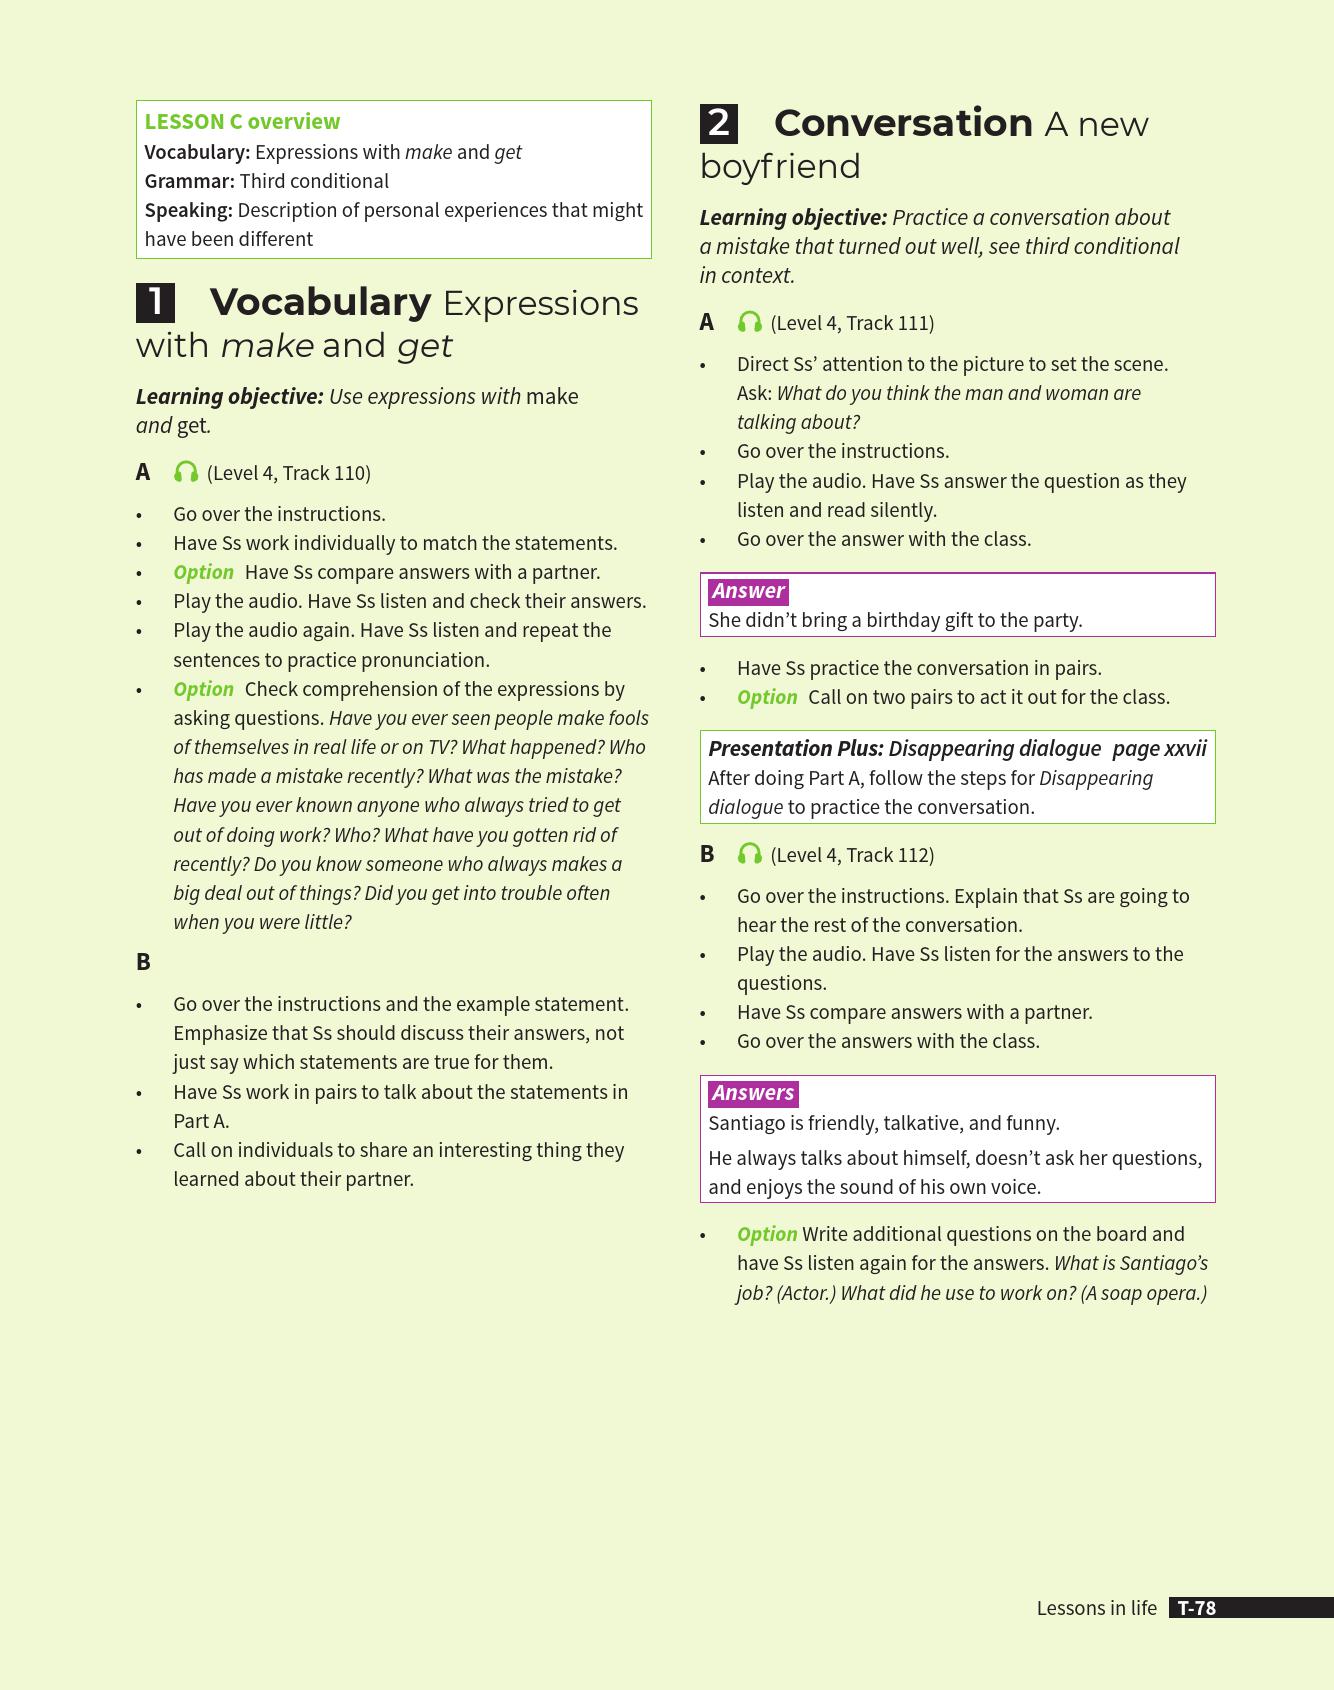 LESSON C overview
Vocabulary: Expressions with make and get
Grammar: Third conditional
Speaking: Description of personal experiences that might
have been different
1 Vocabulary Expressions
with make and get
Learning objective: Use expressions with make
and get.
A (Level 4, Track 110)
• Go over the instructions.
• Have Ss work individually to match the statements.
• Option Have Ss compare answers with a partner.
• Play the audio. Have Ss listen and check their answers.
• Play the audio again. Have Ss listen and repeat the
sentences to practice pronunciation.
• Option Check comprehension of the expressions by
asking questions. Have you ever seen people make fools
of themselves in real life or on TV? What happened? Who
has made a mistake recently? What was the mistake?
Have you ever known anyone who always tried to get
out of doing work? Who? What have you gotten rid of
recently? Do you know someone who always makes a
big deal out of things? Did you get into trouble often
when you were little?
B
• Go over the instructions and the example statement.
Emphasize that Ss should discuss their answers, not
just say which statements are true for them.
• Have Ss work in pairs to talk about the statements in
Part A.
• Call on individuals to share an interesting thing they
learned about their partner.
2 Conversation A new
boyfriend
Learning objective: Practice a conversation about
a mistake that turned out well, see third conditional
in context.
A (Level 4, Track 111)
• Direct Ss’ attention to the picture to set the scene.
Ask: What do you think the man and woman are
talking about?
• Go over the instructions.
• Play the audio. Have Ss answer the question as they
listen and read silently.
• Go over the answer with the class.
Answer
She didn’t bring a birthday gift to the party.
• Have Ss practice the conversation in pairs.
• Option Call on two pairs to act it out for the class.
Presentation Plus: Disappearing dialogue page xxvii
After doing Part A, follow the steps for Disappearing
dialogue to practice the conversation.
B (Level 4, Track 112)
• Go over the instructions. Explain that Ss are going to
hear the rest of the conversation.
• Play the audio. Have Ss listen for the answers to the
questions.
• Have Ss compare answers with a partner.
• Go over the answers with the class.
Answers
Santiago is friendly, talkative, and funny.
He always talks about himself, doesn’t ask her questions,
and enjoys the sound of his own voice.
• Option Write additional questions on the board and
have Ss listen again for the answers. What is Santiago’s
job? (Actor.) What did he use to work on? (A soap opera.)
Lessons in life T-78